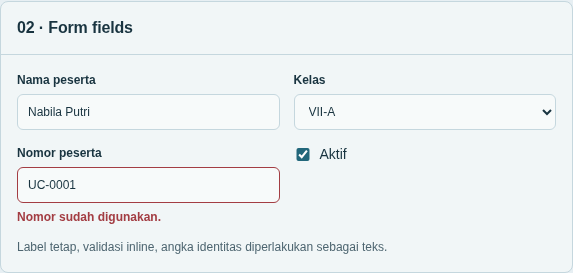 02 · Form fields
Nama peserta
Kelas
Nabila Putri
VII-A
Nomor peserta
Aktif
UC-0001
Nomor sudah digunakan.
Label tetap, validasi inline, angka identitas diperlakukan sebagai teks.